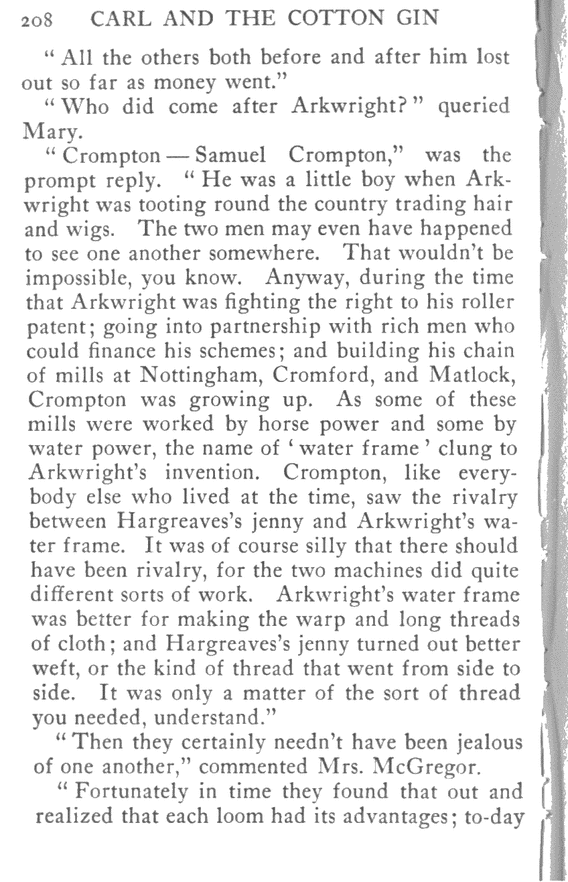 208 CARL AND THE COTTON GIN
“ All the others both before and after him lost
out so far as money went.”
“ Who did come after Arkwright? ” queried
Mary.
“ Crompton — Samuel Crompton,” was the
prompt reply. “ He was a little boy when Ark-
wright was tooting round the country trading hair
and wigs. The two men may even have happened
to see one another somewhere. That wouldn’t be
impossible, you know. Anyway, during the time
that Arkwright was fighting the right to his roller
patent; going into partnership with rich men who
could finance his schemes; and building his chain
of mills at Nottingham, Cromford, and Matlock,
Crompton was growing up. As some of these
mills were worked by horse power and some by
water power, the name of ‘ water frame ’ clung to
Arkwright’s invention. Crompton, like every-
body else who lived at the time, saw the rivalry
between Hargreaves’s jenny and Arkwright’s wa-
ter frame. It was of course silly that there should
have been rivalry, for the two machines did quite
different sorts of work. Arkwright’s water frame
was better for making the warp and long threads
of cloth; and Hargreaves’s jenny turned out better
weft, or the kind of thread that went from side to
side. It was only a matter of the sort of thread
you needed, understand.”
“ Then they certainly needn’t have been jealous
of one another,” commented Mrs. McGregor.
“ Fortunately in time they found that out and
realized that each loom had its advantages; to-day